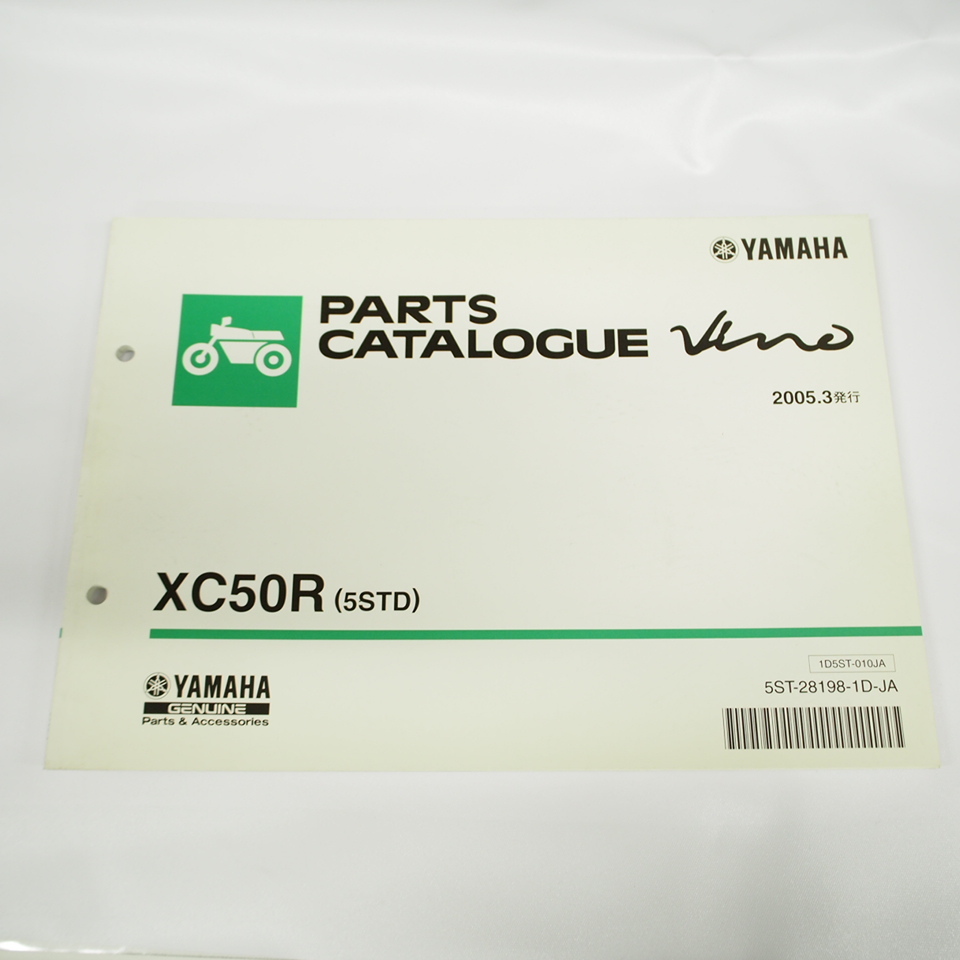 YAMAHA
PARTS
CATALOGUE Vino
2005.3発行
XC50R (5STD)
1D5ST-010JA
5ST-28198-1D-JA
YAMAHA
GENUINE
Parts & Accessories